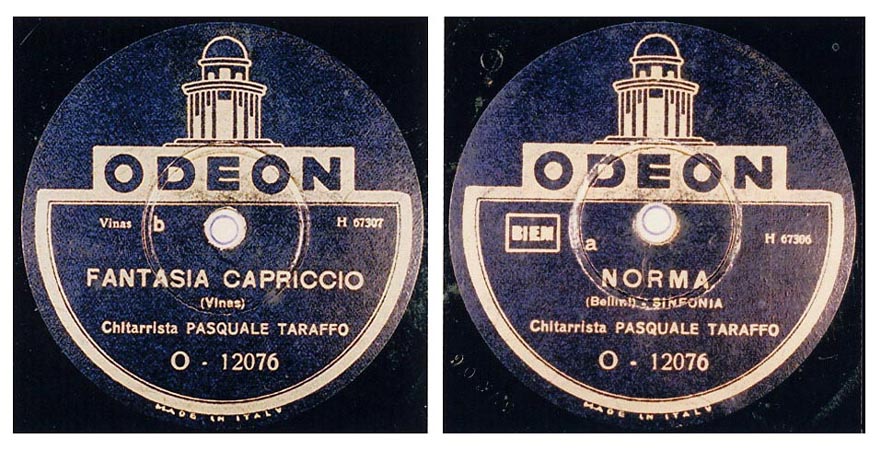 ODEON
Vinas b H 67307
FANTASIA CAPRICCIO
(Vinas)
Chitarrista PASQUALE TARAFFO
O - 12076
MADE IN ITALY
ODEON
BIEM a H 67306
NORMA
(Bellini) - SINFONIA
Chitarrista PASQUALE TARAFFO
O - 12076
MADE IN ITALY